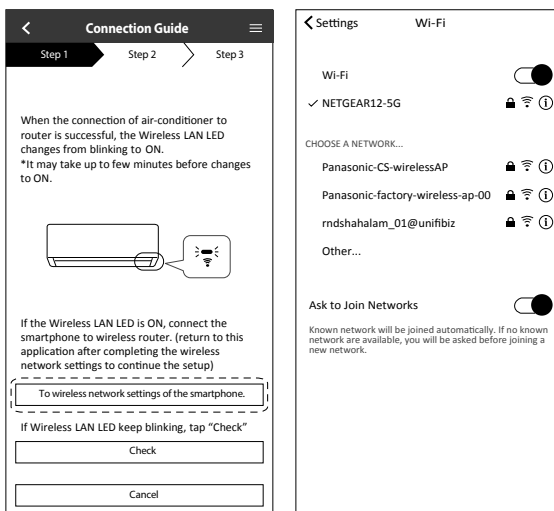 Connection Guide
Step 1
Step 2
Step 3
When the connection of air-conditioner to
router is successful, the Wireless LAN LED
changes from blinking to ON.
*It may take up to few minutes before changes
to ON.
If the Wireless LAN LED is ON, connect the
smartphone to wireless router. (return to this
application after completing the wireless
network settings to continue the setup)
To wireless network settings of the smartphone.
If Wireless LAN LED keep blinking, tap “Check”
Check
Cancel
Settings
Wi-Fi
Wi-Fi
NETGEAR12-5G
CHOOSE A NETWORK...
Panasonic-CS-wirelessAP
Panasonic-factory-wireless-ap-00
rndshahalam_01@unifibiz
Other...
Ask to Join Networks
Known network will be joined automatically. If no known
network are available, you will be asked before joining a
new network.